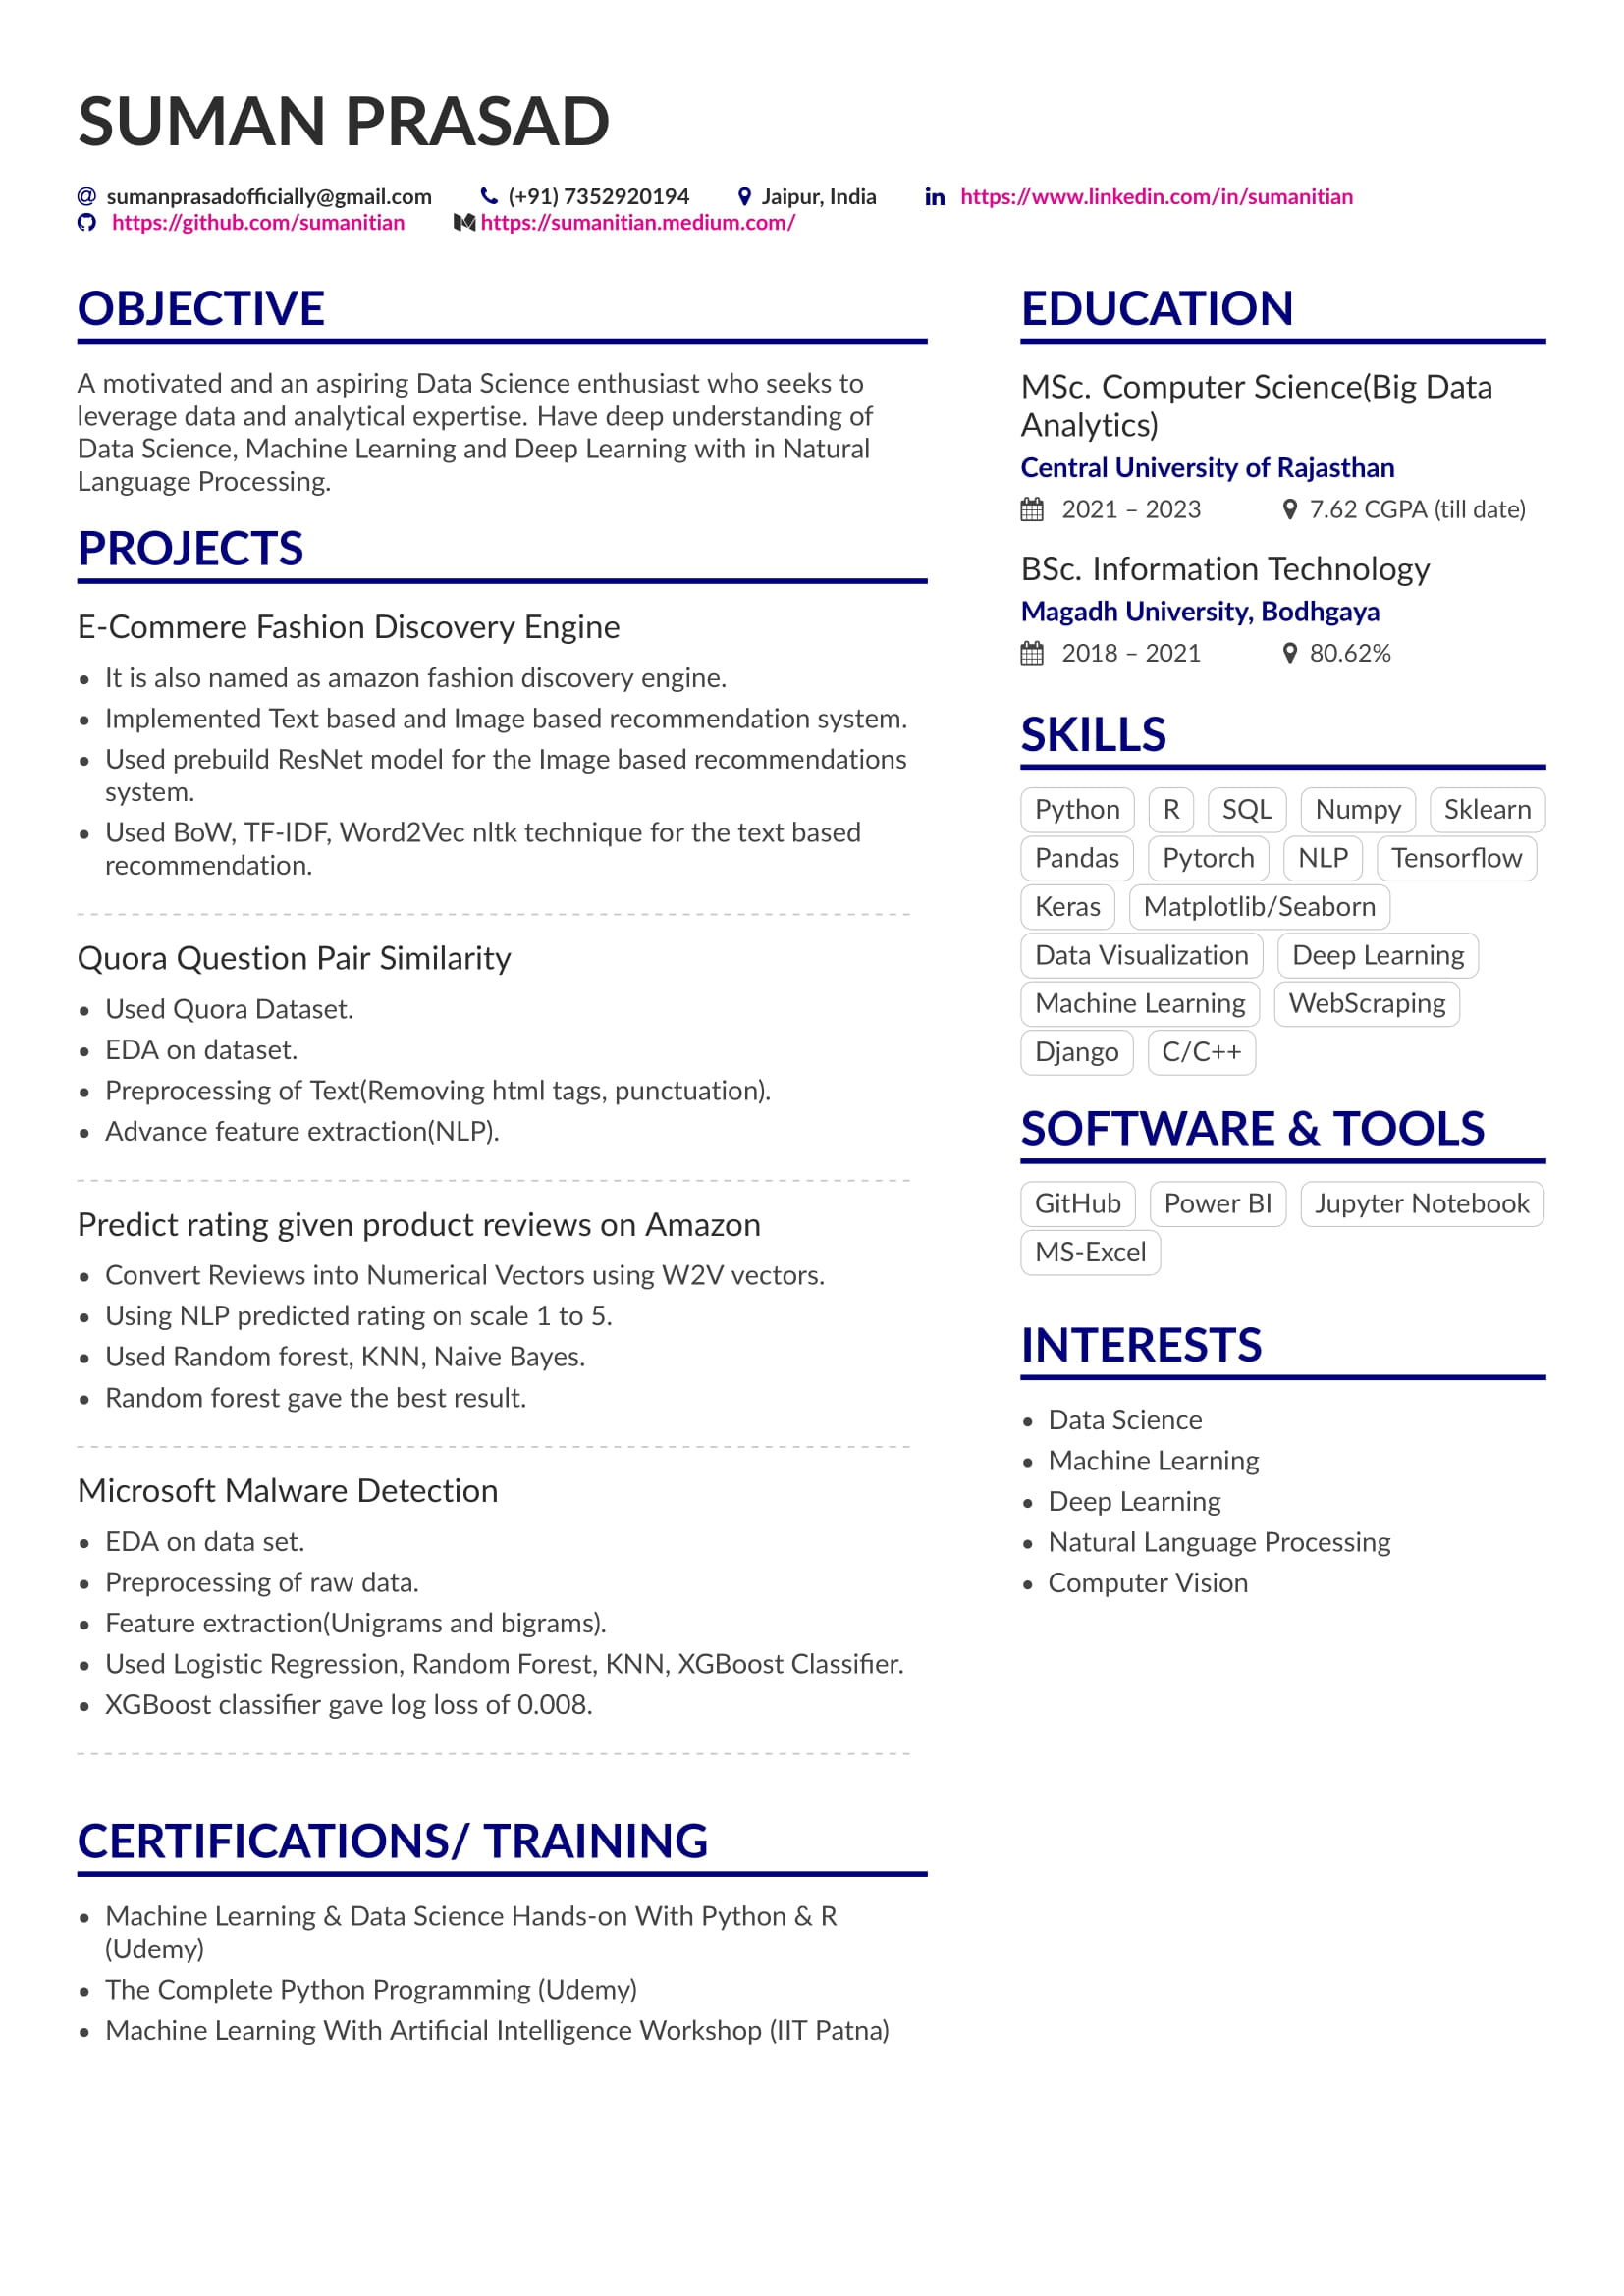 SUMAN PRASAD
@ sumanprasadofficially@gmail.com (+91) 7352920194 Jaipur, India in https://www.linkedin.com/in/sumanitian
https://github.com/sumanitian https://sumanitian.medium.com/
OBJECTIVE
A motivated and an aspiring Data Science enthusiast who seeks to
leverage data and analytical expertise. Have deep understanding of
Data Science, Machine Learning and Deep Learning with in Natural
Language Processing.
PROJECTS
E-Commere Fashion Discovery Engine
• It is also named as amazon fashion discovery engine.
• Implemented Text based and Image based recommendation system.
• Used prebuild ResNet model for the Image based recommendations
system.
• Used BoW, TF-IDF, Word2Vec nltk technique for the text based
recommendation.
Quora Question Pair Similarity
• Used Quora Dataset.
• EDA on dataset.
• Preprocessing of Text(Removing html tags, punctuation).
• Advance feature extraction(NLP).
Predict rating given product reviews on Amazon
• Convert Reviews into Numerical Vectors using W2V vectors.
• Using NLP predicted rating on scale 1 to 5.
• Used Random forest, KNN, Naive Bayes.
• Random forest gave the best result.
Microsoft Malware Detection
• EDA on data set.
• Preprocessing of raw data.
• Feature extraction(Unigrams and bigrams).
• Used Logistic Regression, Random Forest, KNN, XGBoost Classifier.
• XGBoost classifier gave log loss of 0.008.
CERTIFICATIONS/ TRAINING
• Machine Learning & Data Science Hands-on With Python & R
(Udemy)
• The Complete Python Programming (Udemy)
• Machine Learning With Artificial Intelligence Workshop (IIT Patna)
EDUCATION
MSc. Computer Science(Big Data
Analytics)
Central University of Rajasthan
2021 – 2023 7.62 CGPA (till date)
BSc. Information Technology
Magadh University, Bodhgaya
2018 – 2021 80.62%
SKILLS
Python R SQL Numpy Sklearn
Pandas Pytorch NLP Tensorflow
Keras Matplotlib/Seaborn
Data Visualization Deep Learning
Machine Learning WebScraping
Django C/C++
SOFTWARE & TOOLS
GitHub Power BI Jupyter Notebook
MS-Excel
INTERESTS
• Data Science
• Machine Learning
• Deep Learning
• Natural Language Processing
• Computer Vision